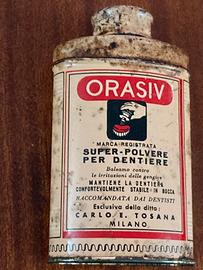 ORASIV
MARCA REGISTRATA
SUPER-POLVERE
PER DENTIERE
Balsamo contro
le irritazioni delle gengive
MANTIENE LA DENTIERA
CONFORTEVOLMENTE STABILE IN BOCCA
RACCOMANDATA DAI DENTISTI
Esclusiva della ditta:
CARLO E. TOSANA
MILANO